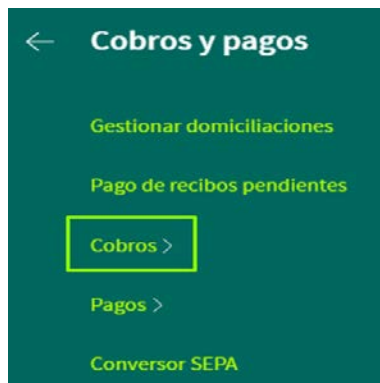 ← Cobros y pagos
Gestionar domiciliaciones
Pago de recibos pendientes
Cobros >
Pagos >
Conversor SEPA